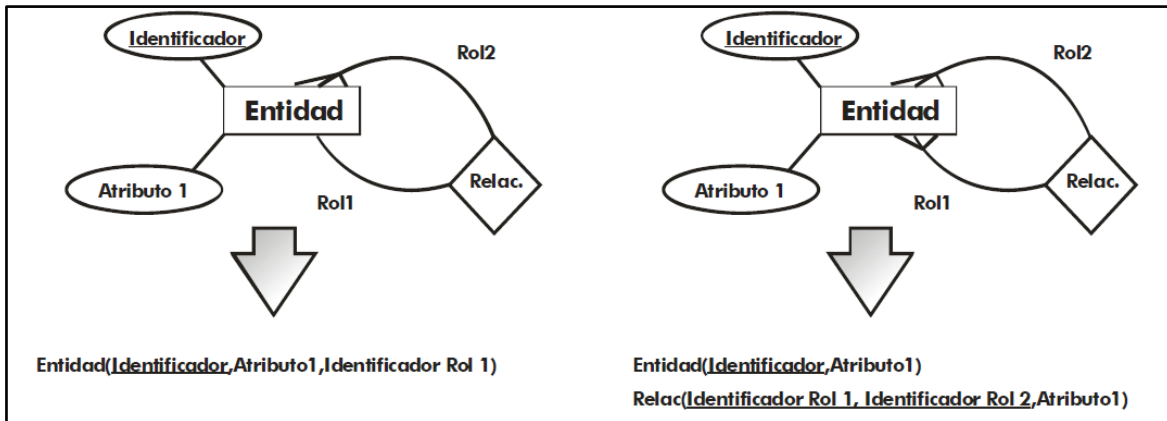 Identificador
Rol2
Entidad
Relac.
Atributo 1
Rol1
Entidad(Identificador,Atributo1,Identificador Rol 1)
Identificador
Rol2
Entidad
Relac.
Atributo 1
Rol1
Entidad(Identificador,Atributo1)
Relac(Identificador Rol 1, Identificador Rol 2,Atributo1)